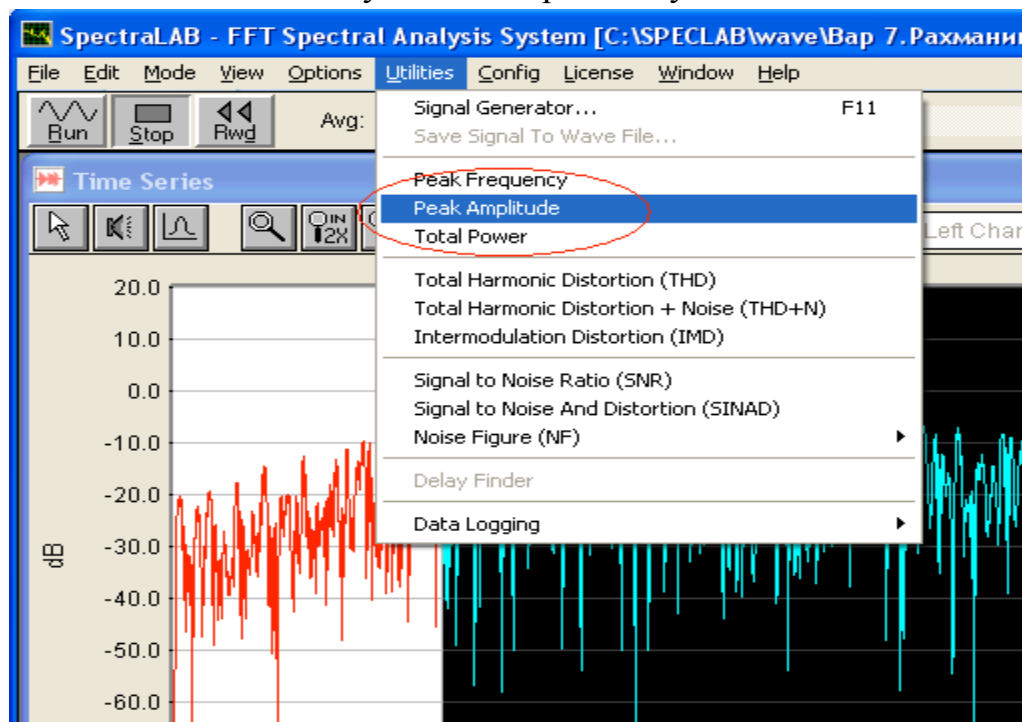 SpectraLAB - FFT Spectral Analysis System [C:\SPECLAB\wave\Вар 7.Рахмани
File Edit Mode View Options Utilities Config License Window Help
Run Stop Rwd Avg:
Signal Generator... F11
Save Signal To Wave File...
Time Series
Peak Frequency
Peak Amplitude
Total Power
IN
2X
Left Char
Total Harmonic Distortion (THD)
Total Harmonic Distortion + Noise (THD+N)
Intermodulation Distortion (IMD)
Signal to Noise Ratio (SNR)
Signal to Noise And Distortion (SINAD)
Noise Figure (NF)
Delay Finder
Data Logging
dB
20.0
10.0
0.0
-10.0
-20.0
-30.0
-40.0
-50.0
-60.0